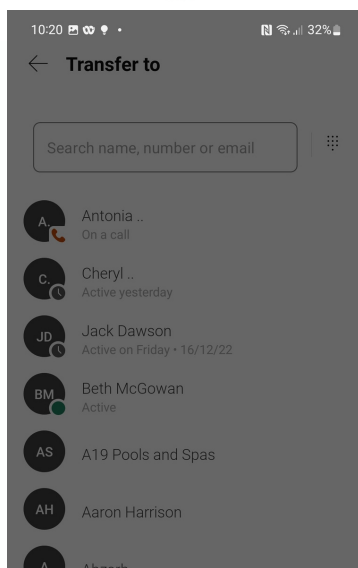 10:20
32%
Transfer to
Search name, number or email
A.
Antonia ..
On a call
C.
Cheryl ..
Active yesterday
JD
Jack Dawson
Active on Friday • 16/12/22
BM
Beth McGowan
Active
AS
A19 Pools and Spas
AH
Aaron Harrison
A